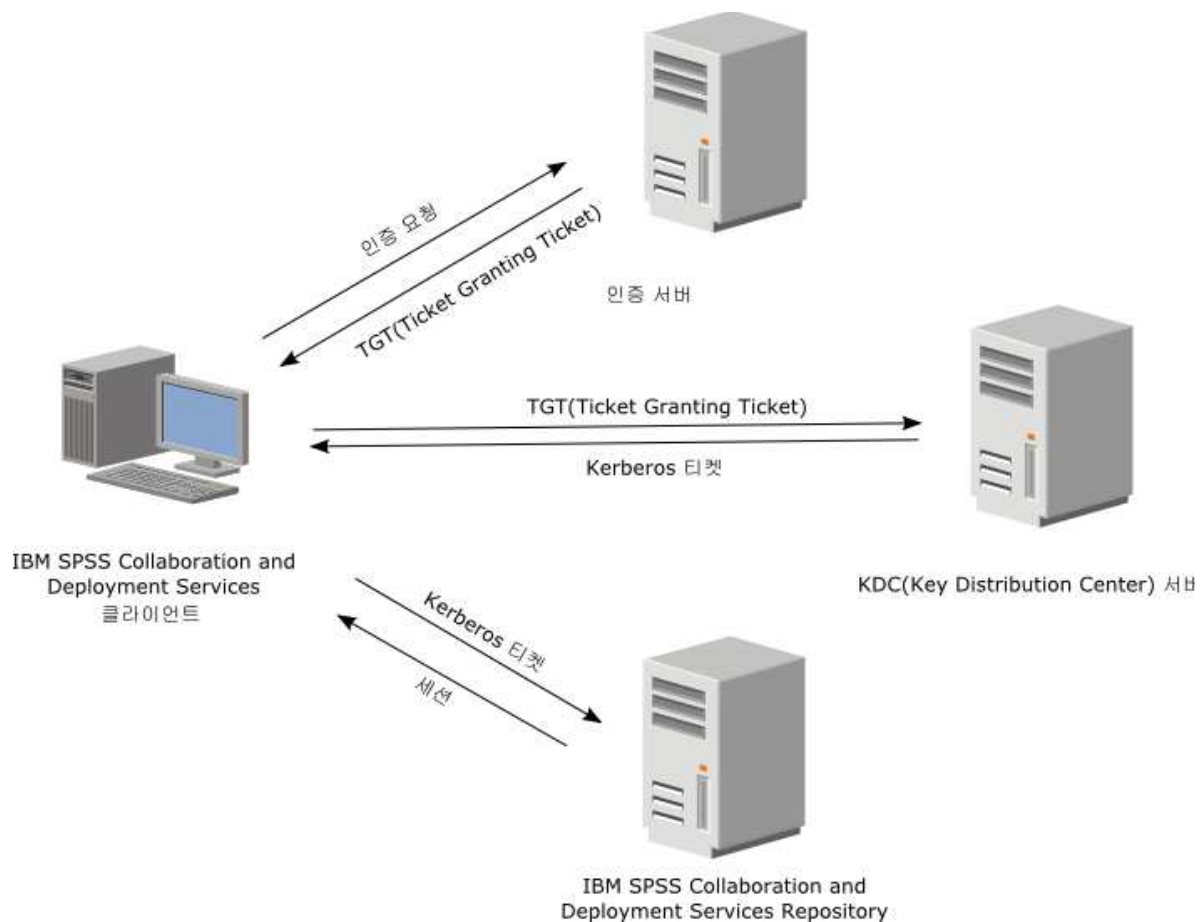 인증 요청
TGT(Ticket Granting Ticket)
인증 서버
TGT(Ticket Granting Ticket)
Kerberos 티켓
IBM SPSS Collaboration and
Deployment Services
클라이언트
KDC(Key Distribution Center) 서버
Kerberos 티켓
세션
IBM SPSS Collaboration and
Deployment Services Repository